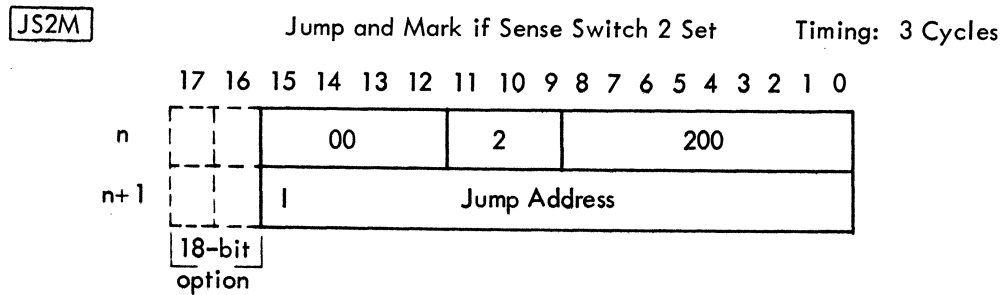 JS2M Jump and Mark if Sense Switch 2 Set Timing: 3 Cycles
17 16 15 14 13 12 11 10 9 8 7 6 5 4 3 2 1 0
n 00 2 200
n+1 I Jump Address
18-bit
option